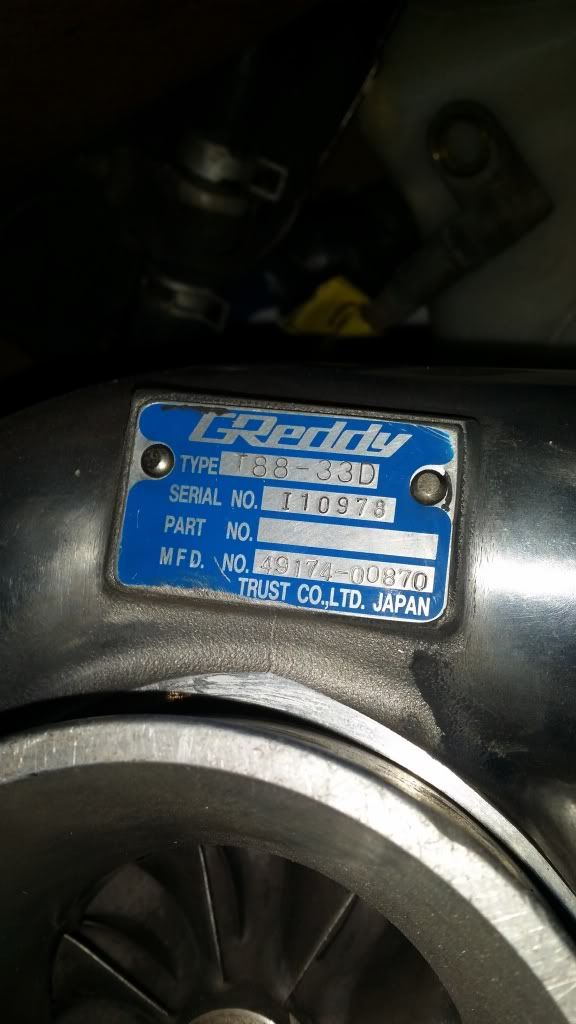 GReddy
TYPE T88-33D
SERIAL NO. I10978
PART NO.
MFD. NO. 49174-00870
TRUST CO.,LTD. JAPAN